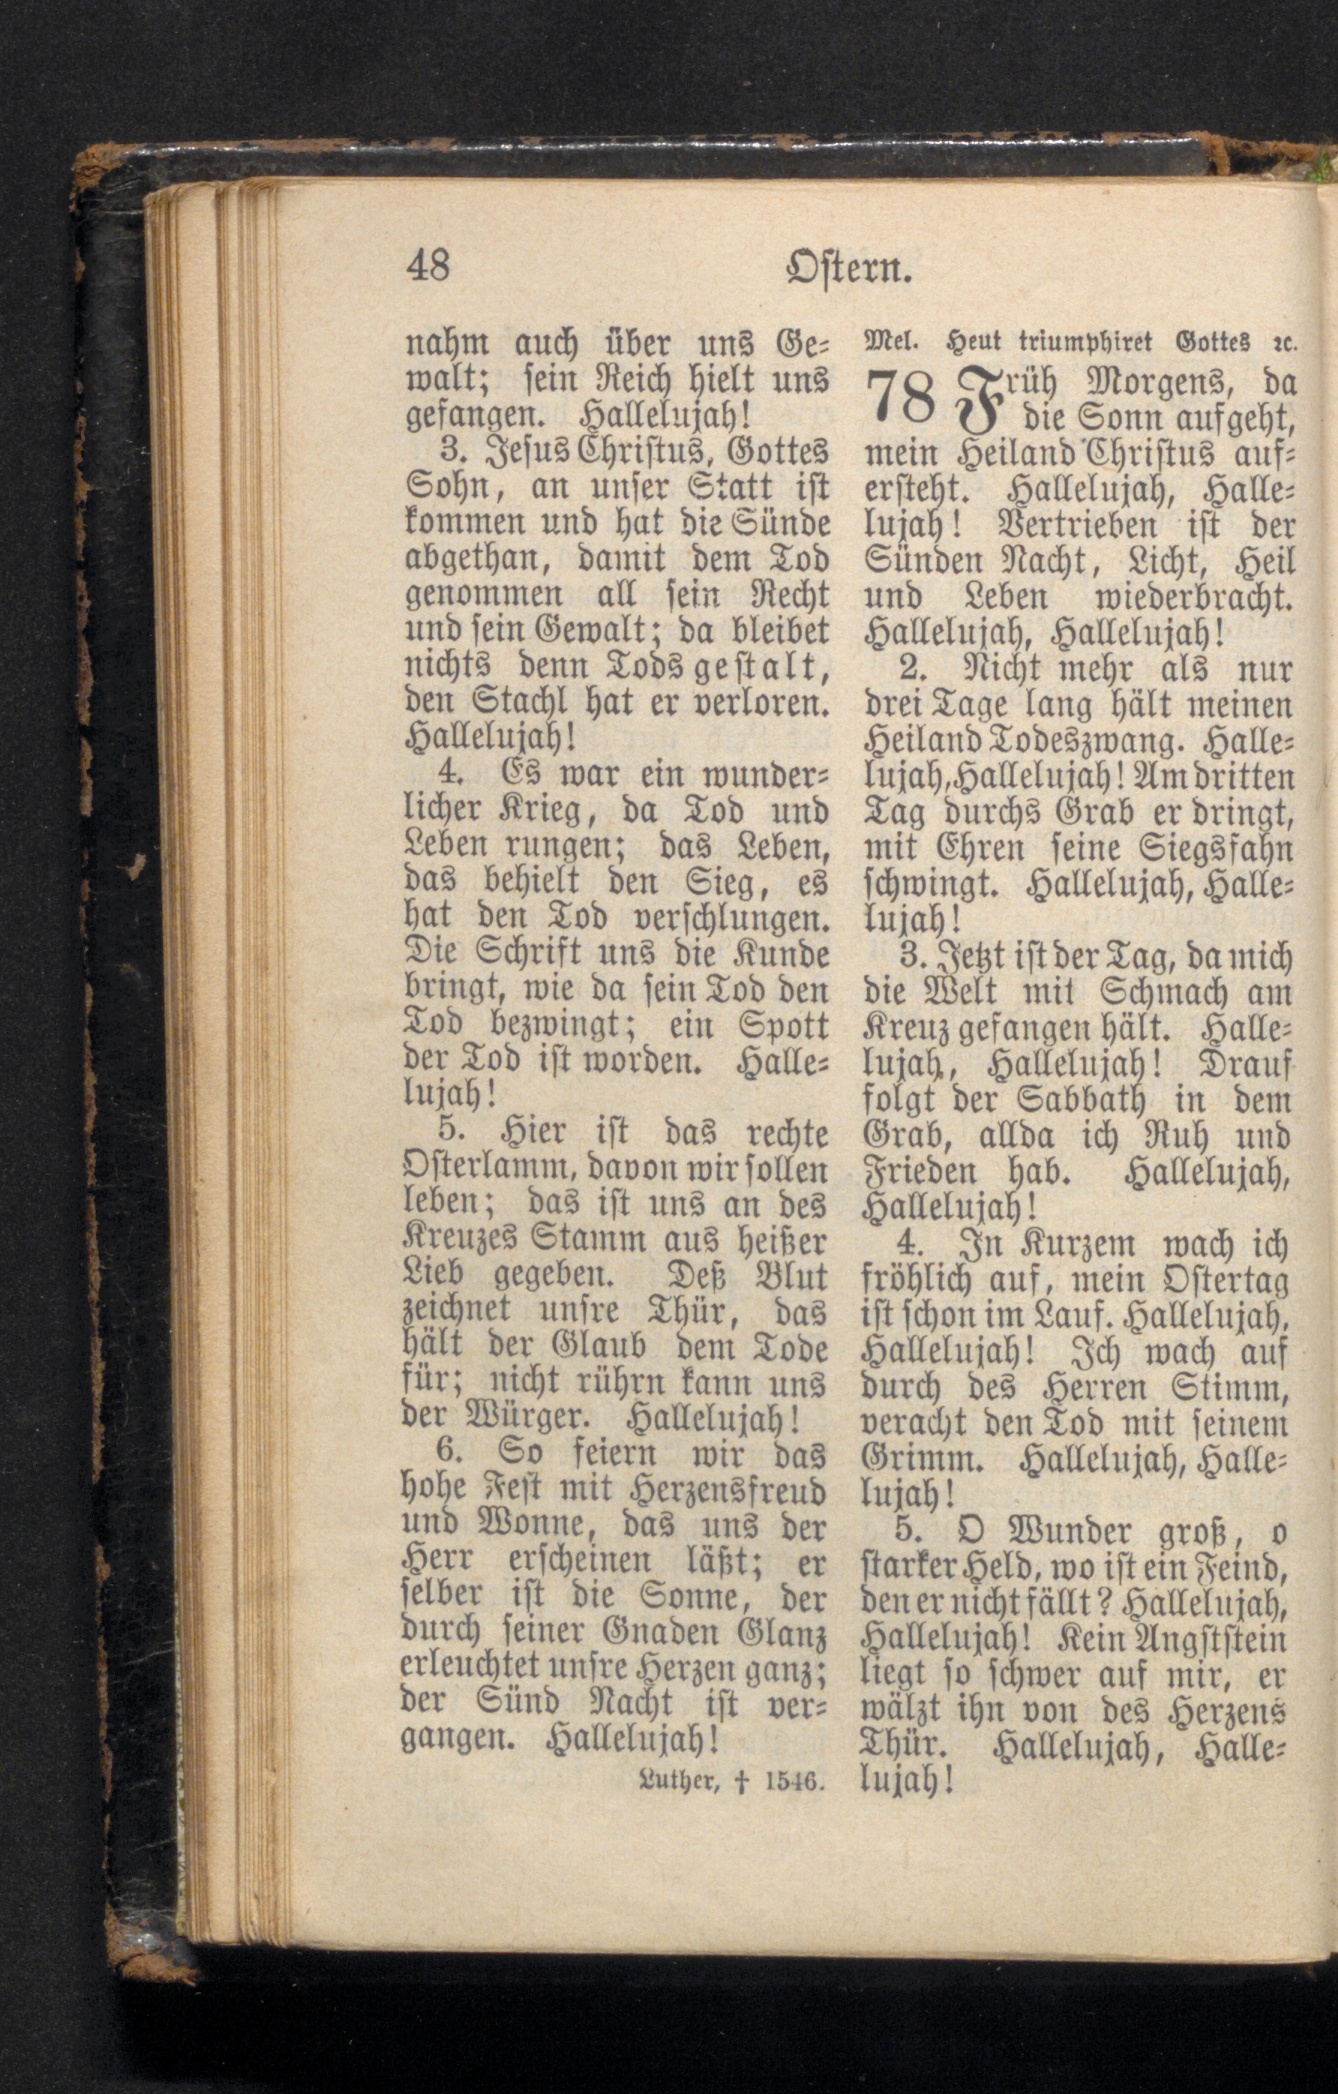 48
Ostern.
nahm auch über uns Ge-
walt; sein Reich hielt uns
gefangen. Hallelujah!
3. Jesus Christus, Gottes
Sohn, an unser Statt ist
kommen und hat die Sünde
abgethan, damit dem Tod
genommen all sein Recht
und sein Gewalt; da bleibet
nichts denn Tods gestalt,
den Stachl hat er verloren.
Hallelujah!
4. Es war ein wunder-
licher Krieg, da Tod und
Leben rungen; das Leben,
das behielt den Sieg, es
hat den Tod verschlungen.
Die Schrift uns die Kunde
bringt, wie da sein Tod den
Tod bezwingt; ein Spott
der Tod ist worden. Halle-
lujah!
5. Hier ist das rechte
Osterlamm, davon wir sollen
leben; das ist uns an des
Kreuzes Stamm aus heißer
Lieb gegeben. Deß Blut
zeichnet unsre Thür, das
hält der Glaub dem Tode
für; nicht rührn kann uns
der Würger. Hallelujah!
6. So feiern wir das
hohe Fest mit Herzensfreud
und Wonne, das uns der
Herr erscheinen läßt; er
selber ist die Sonne, der
durch seiner Gnaden Glanz
erleuchtet unsre Herzen ganz;
der Sünd Nacht ist ver-
gangen. Hallelujah!
Luther, † 1546.
Mel. Heut triumphiret Gottes ꝛc.
78 Früh Morgens, da
die Sonn aufgeht,
mein Heiland Christus auf-
ersteht. Hallelujah, Halle-
lujah! Vertrieben ist der
Sünden Nacht, Licht, Heil
und Leben wiederbracht.
Hallelujah, Hallelujah!
2. Nicht mehr als nur
drei Tage lang hält meinen
Heiland Todeszwang. Halle-
lujah, Hallelujah! Am dritten
Tag durchs Grab er dringt,
mit Ehren seine Siegsfahn
schwingt. Hallelujah, Halle-
lujah!
3. Jetzt ist der Tag, da mich
die Welt mit Schmach am
Kreuz gefangen hält. Halle-
lujah, Hallelujah! Drauf
folgt der Sabbath in dem
Grab, allda ich Ruh und
Frieden hab. Hallelujah,
Hallelujah!
4. In Kurzem wach ich
fröhlich auf, mein Ostertag
ist schon im Lauf. Hallelujah,
Hallelujah! Ich wach auf
durch des Herren Stimm,
veracht den Tod mit seinem
Grimm. Hallelujah, Halle-
lujah!
5. O Wunder groß, o
starker Held, wo ist ein Feind,
den er nicht fällt? Hallelujah,
Hallelujah! Kein Angststein
liegt so schwer auf mir, er
wälzt ihn von des Herzens
Thür. Hallelujah, Halle-
lujah!